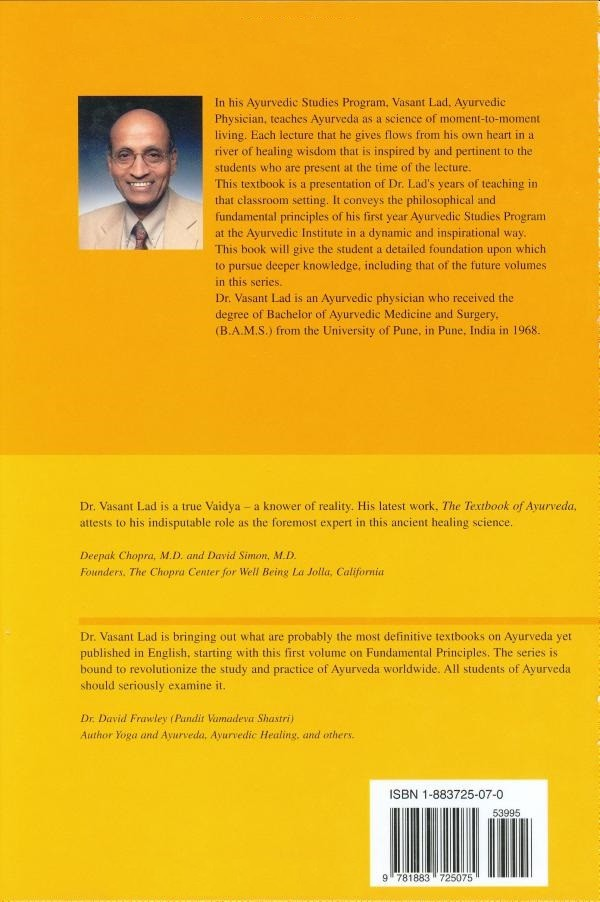 In his Ayurvedic Studies Program, Vasant Lad, Ayurvedic
Physician, teaches Ayurveda as a science of moment-to-moment
living. Each lecture that he gives flows from his own heart in a
river of healing wisdom that is inspired by and pertinent to the
students who are present at the time of the lecture.
This textbook is a presentation of Dr. Lad's years of teaching in
that classroom setting. It conveys the philosophical and
fundamental principles of his first year Ayurvedic Studies Program
at the Ayurvedic Institute in a dynamic and inspirational way.
This book will give the student a detailed foundation upon which
to pursue deeper knowledge, including that of the future volumes
in this series.
Dr. Vasant Lad is an Ayurvedic physician who received the
degree of Bachelor of Ayurvedic Medicine and Surgery,
(B.A.M.S.) from the University of Pune, in Pune, India in 1968.
Dr. Vasant Lad is a true Vaidya – a knower of reality. His latest work, The Textbook of Ayurveda,
attests to his indisputable role as the foremost expert in this ancient healing science.
Deepak Chopra, M.D. and David Simon, M.D.
Founders, The Chopra Center for Well Being La Jolla, California
Dr. Vasant Lad is bringing out what are probably the most definitive textbooks on Ayurveda yet
published in English, starting with this first volume on Fundamental Principles. The series is
bound to revolutionize the study and practice of Ayurveda worldwide. All students of Ayurveda
should seriously examine it.
Dr. David Frawley (Pandit Vamadeva Shastri)
Author Yoga and Ayurveda, Ayurvedic Healing, and others.
ISBN 1-883725-07-0
53995
9 781883 725075